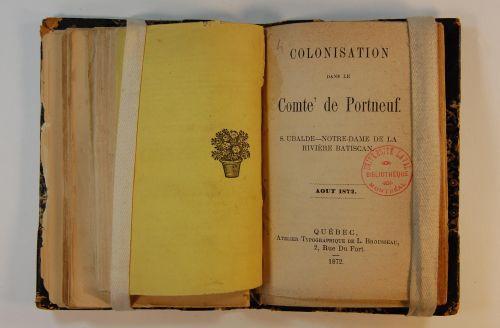 COLONISATION
DANS LE
Comte' de Portneuf.
S. UBALDE—NOTRE-DAME DE LA
RIVIÈRE BATISCAN.
BIBLIOTHÈQUE
MONTRÉAL
AOUT 1872.
QUÉBEC,
Atelier Typographique de L. Brousseau,
2, Rue Du Fort.
1872.